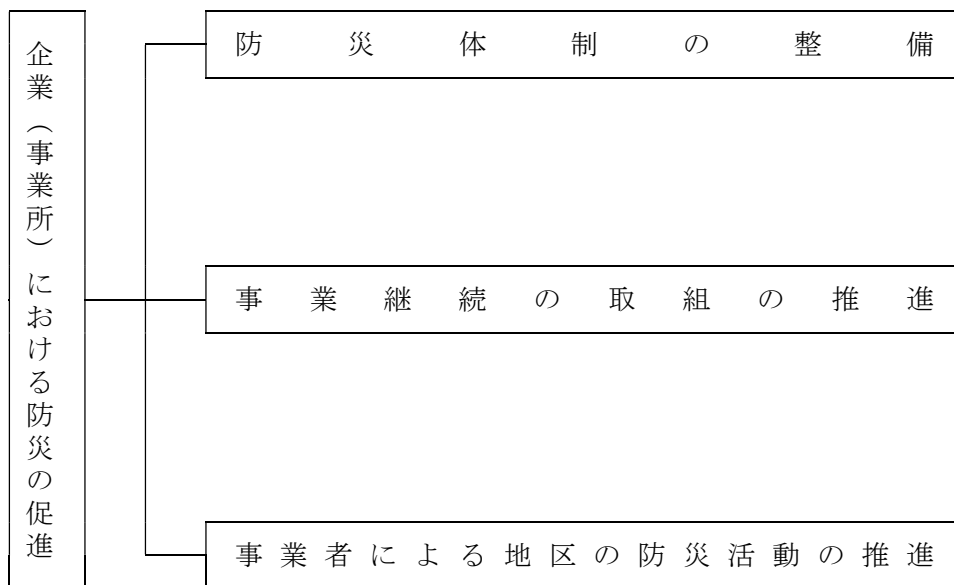 企業（事業所）における防災の促進
防災体制の整備
事業継続の取組の推進
事業者による地区の防災活動の推進